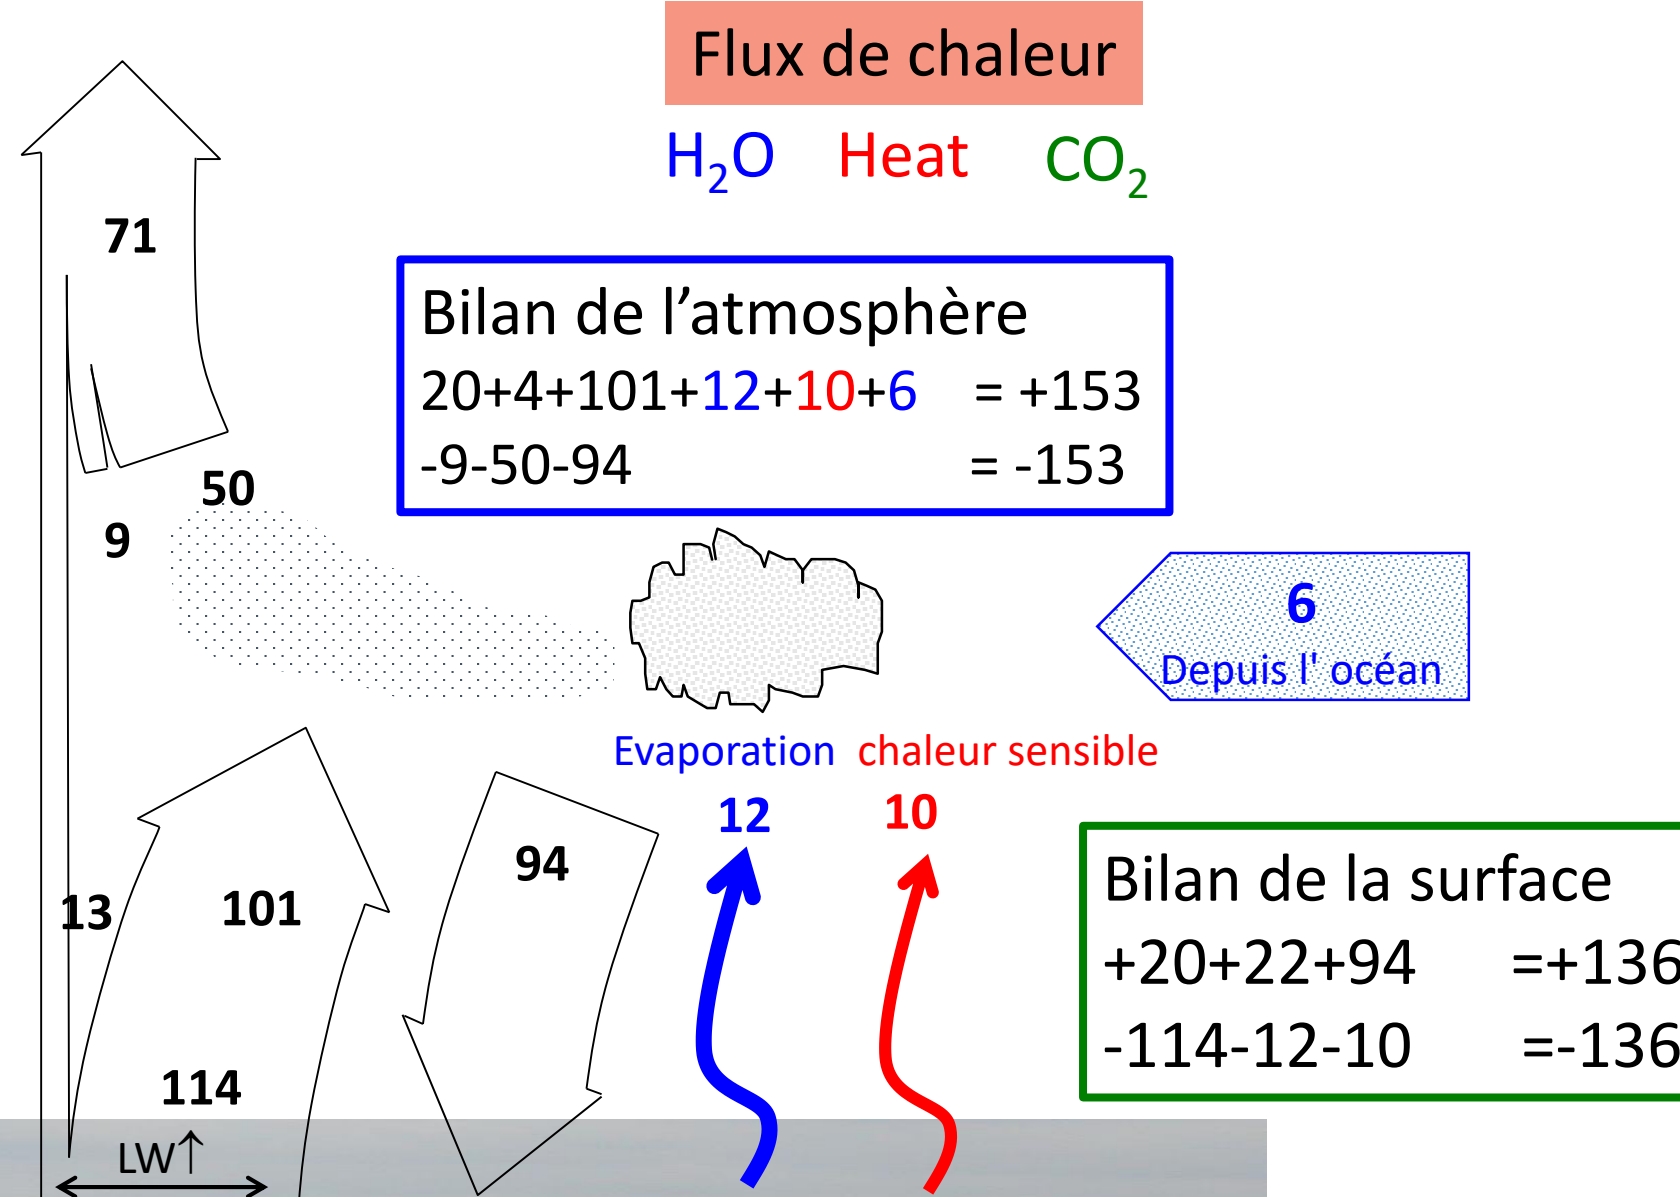 Flux de chaleur
H₂O Heat CO₂
71
Bilan de l’atmosphère
20+4+101+12+10+6 = +153
-9-50-94 = -153
50
9
6
Depuis l' océan
Evaporation chaleur sensible
12 10
94
13 101
Bilan de la surface
+20+22+94 =+136
-114-12-10 =-136
114
LW↑